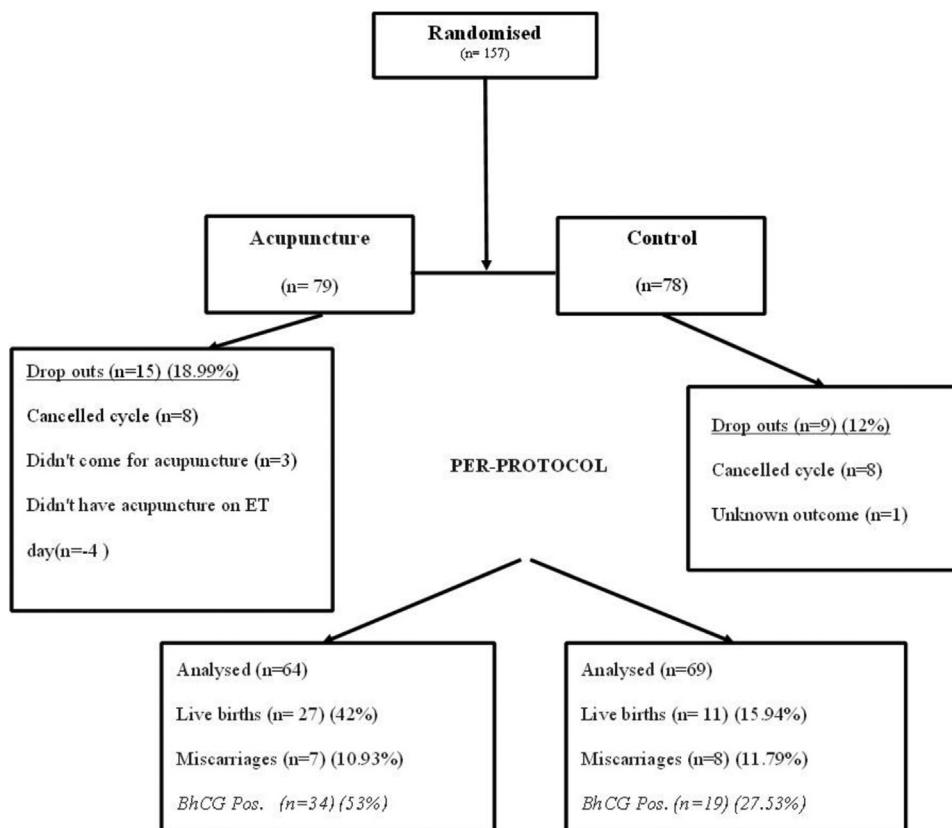 Randomised
(n= 157)
Acupuncture
(n= 79)
Control
(n=78)
Drop outs (n=15) (18.99%)
Cancelled cycle (n=8)
Didn't come for acupuncture (n=3)
Didn't have acupuncture on ET
day(n=-4 )
Drop outs (n=9) (12%)
Cancelled cycle (n=8)
Unknown outcome (n=1)
PER-PROTOCOL
Analysed (n=64)
Live births (n= 27) (42%)
Miscarriages (n=7) (10.93%)
BhCG Pos. (n=34) (53%)
Analysed (n=69)
Live births (n= 11) (15.94%)
Miscarriages (n=8) (11.79%)
BhCG Pos. (n=19) (27.53%)